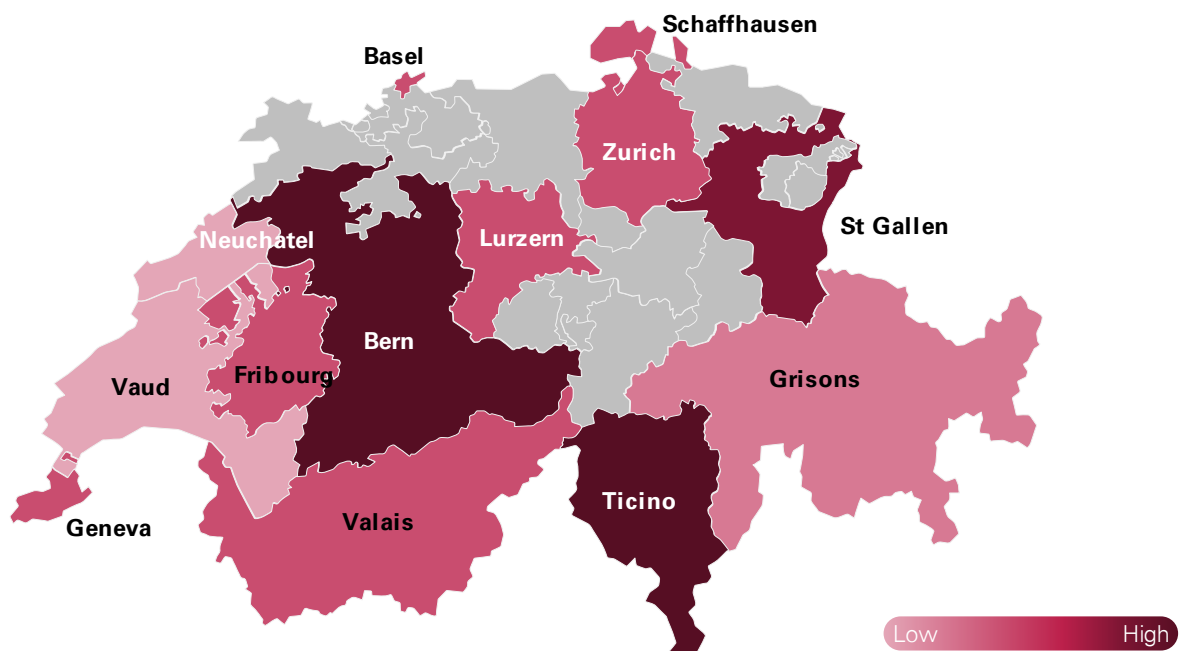 Schaffhausen
Basel
Zurich
St Gallen
Neuchatel
Lurzern
Bern
Fribourg
Vaud
Grisons
Ticino
Valais
Geneva
Low
High